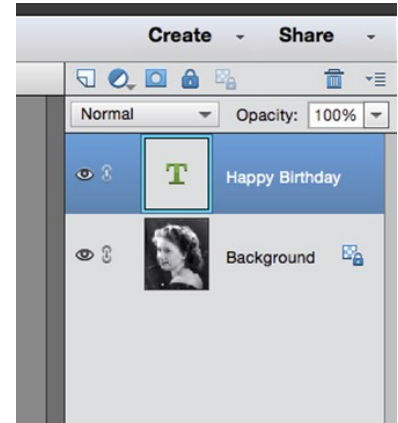 Create Share
Normal Opacity: 100%
T
Happy Birthday
Background